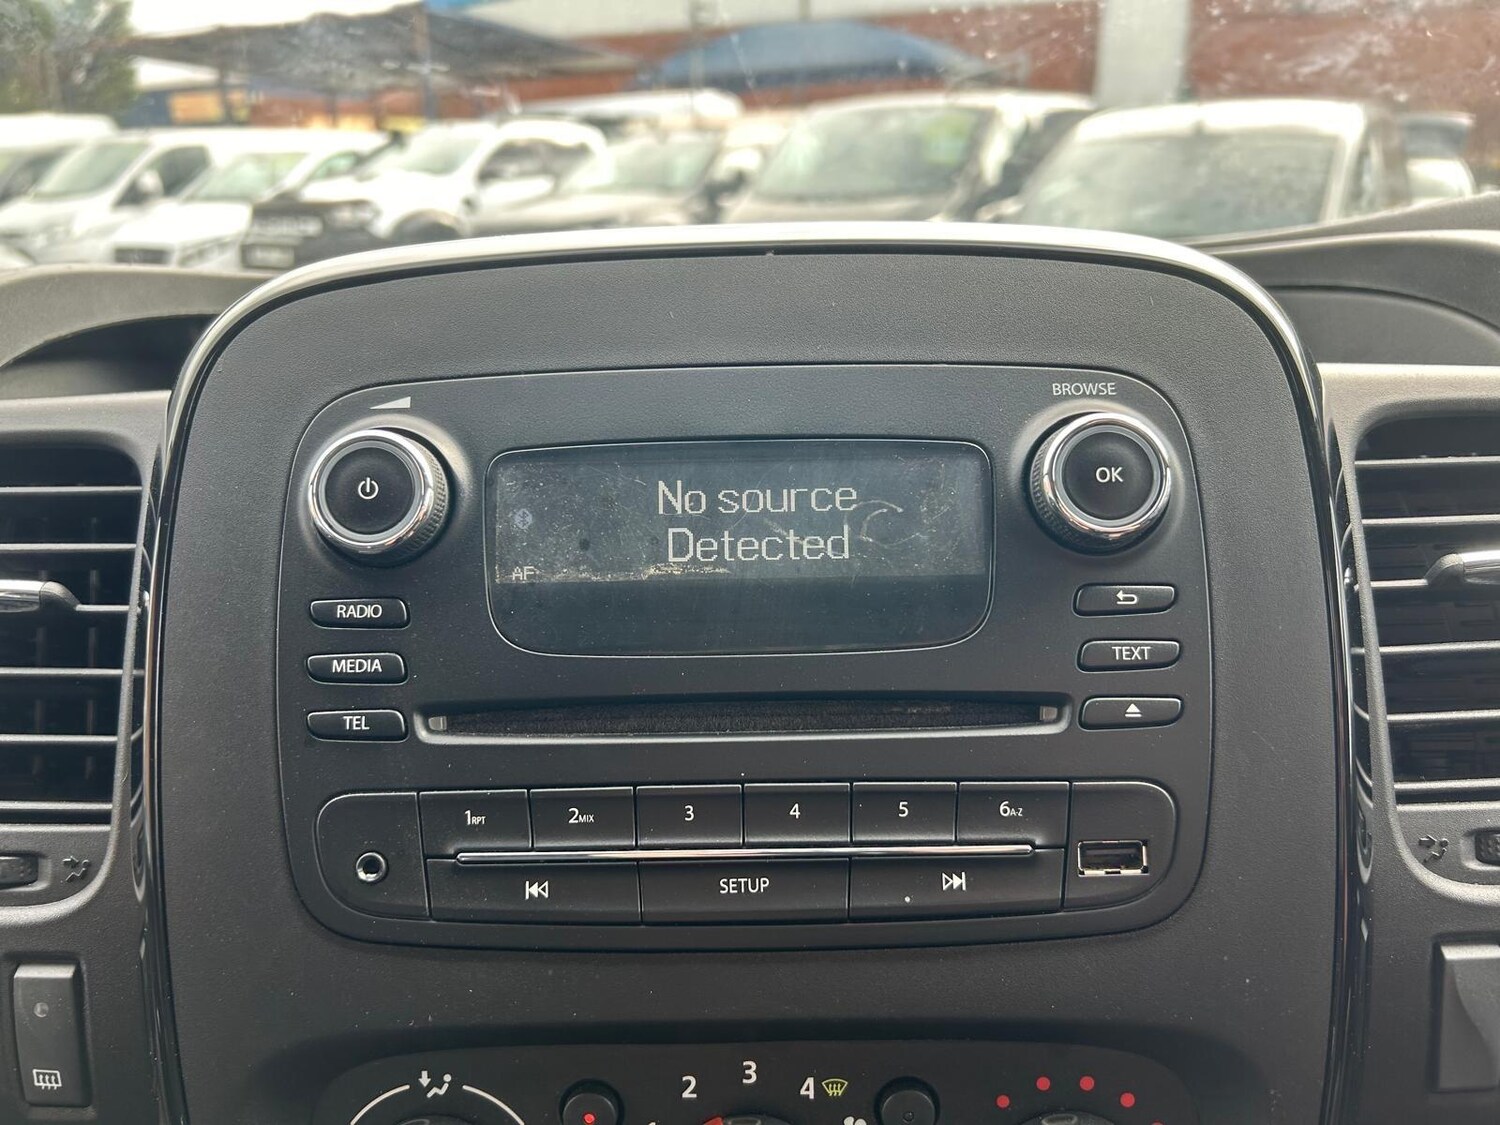 BROWSE
OK
No source
Detected
AF
RADIO
MEDIA
TEXT
TEL
1RPT
2MIX
3
4
5
6A-Z
SETUP
2
3
4